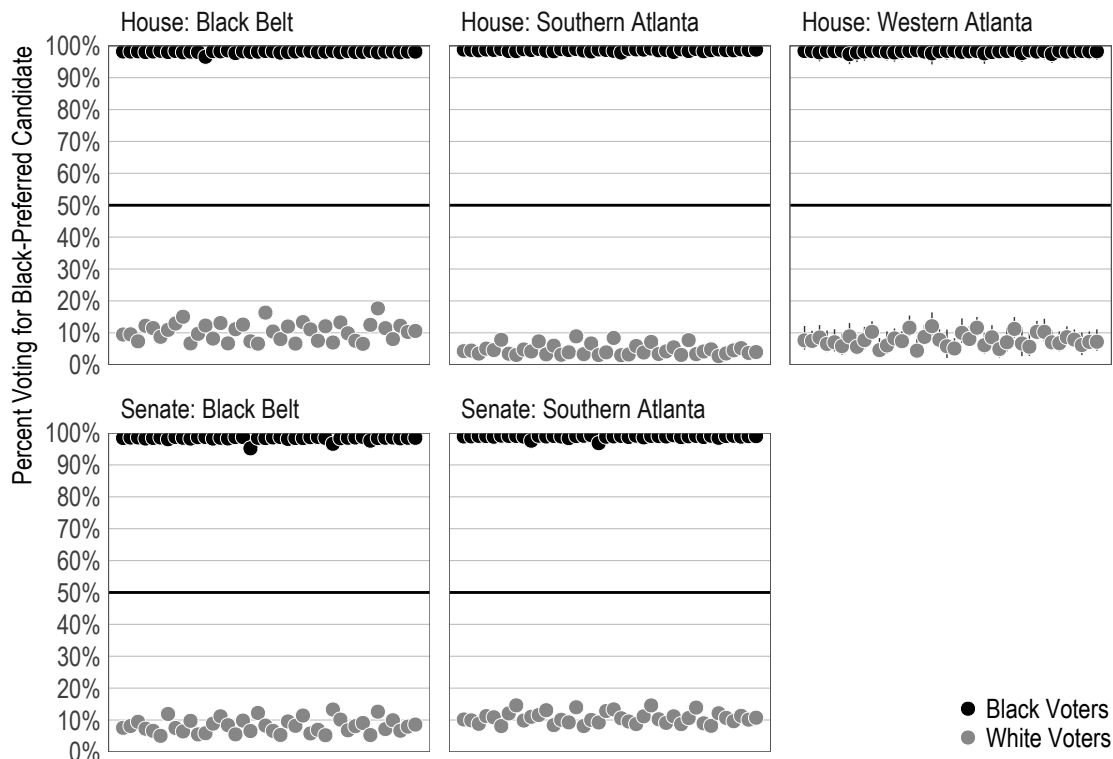 House: Black Belt
House: Southern Atlanta
House: Western Atlanta
Percent Voting for Black-Preferred Candidate
100%
90%
80%
70%
60%
50%
40%
30%
20%
10%
0%
Senate: Black Belt
Senate: Southern Atlanta
100%
90%
80%
70%
60%
50%
40%
30%
20%
10%
0%
Black Voters
White Voters